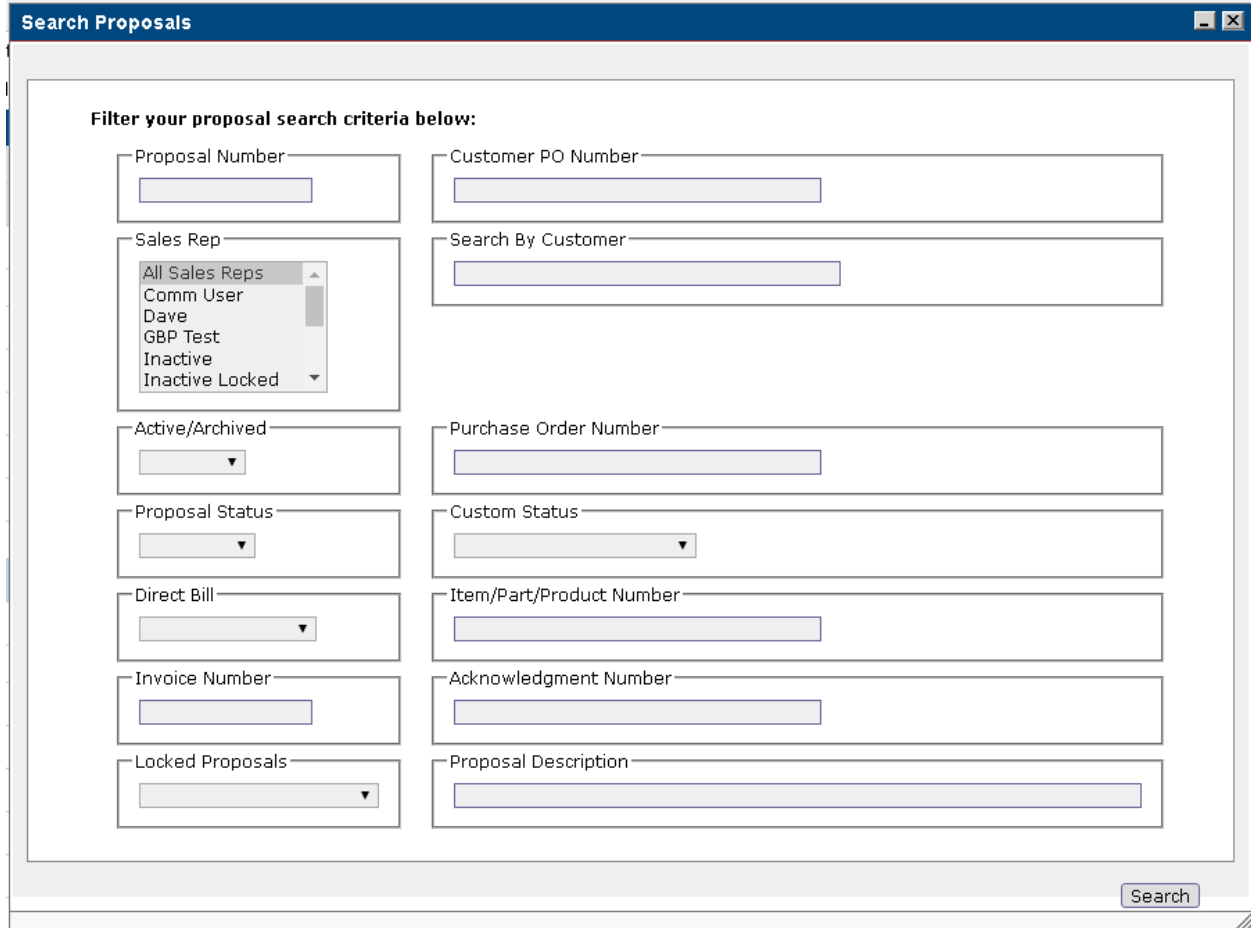 Search Proposals
Filter your proposal search criteria below:
Proposal Number
Customer PO Number
Sales Rep
Search By Customer
All Sales Reps
Comm User
Dave
GBP Test
Inactive
Inactive Locked
Active/Archived
Purchase Order Number
Proposal Status
Custom Status
Direct Bill
Item/Part/Product Number
Invoice Number
Acknowledgment Number
Locked Proposals
Proposal Description
Search